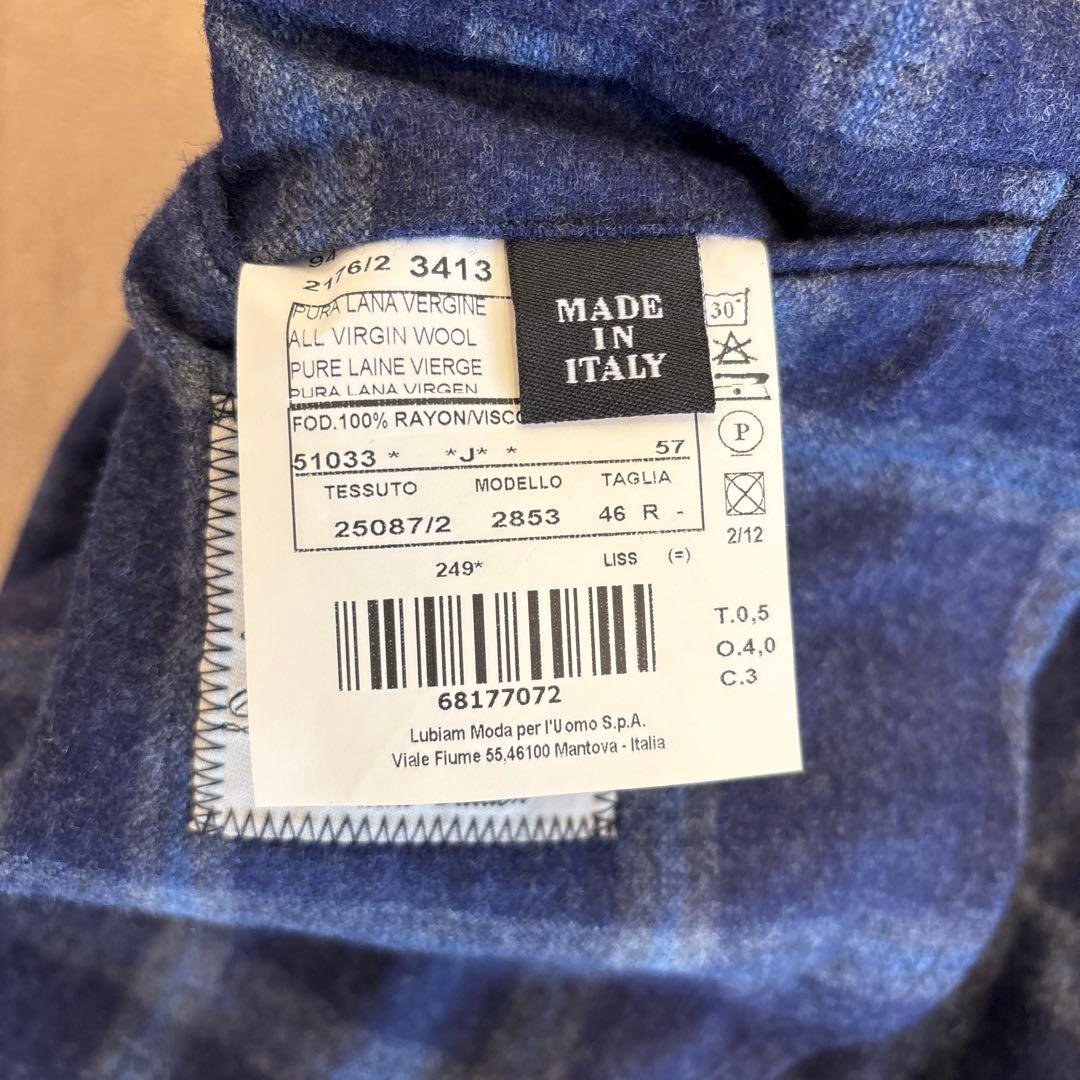 2176/2 3413
PURA LANA VERGINE
ALL VIRGIN WOOL
PURE LAINE VIERGE
PURA LANA VIRGEN
MADE
IN
ITALY
FOD.100% RAYON/VISCO
51033 * *J* * 57
TESSUTO MODELLO TAGLIA
25087/2 2853 46 R -
249* LISS (=)
68177072
Lubiam Moda per l'Uomo S.p.A.
Viale Fiume 55,46100 Mantova - Italia
30°
P
2/12
T.0,5
O.4,0
C.3